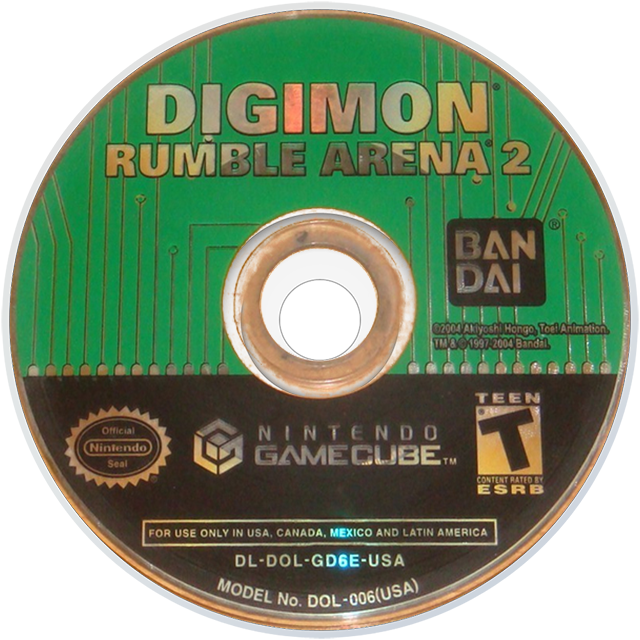 DIGIMON®
RUMBLE ARENA® 2
BAN
DAI
®
©2004 Akiyoshi Hongo, Toei Animation.
TM & © 1997-2004 Bandai.
Official
Nintendo
Seal
NINTENDO
GAMECUBE™
TEEN
T
CONTENT RATED BY
ESRB
FOR USE ONLY IN USA, CANADA, MEXICO AND LATIN AMERICA
DL-DOL-GD6E-USA
MODEL No. DOL-006(USA)